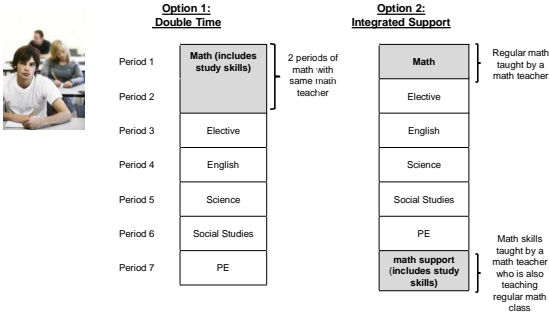 Option 1:
Double Time
Option 2:
Integrated Support
Period 1
Period 2
Period 3
Period 4
Period 5
Period 6
Period 7
Math (includes
study skills)
Elective
English
Science
Social Studies
PE
2 periods of
math with
same math
teacher
Math
Elective
English
Science
Social Studies
PE
math support
(includes study
skills)
Regular math
taught by a
math teacher
Math skills
taught by a
math teacher
who is also
teaching
regular math
class